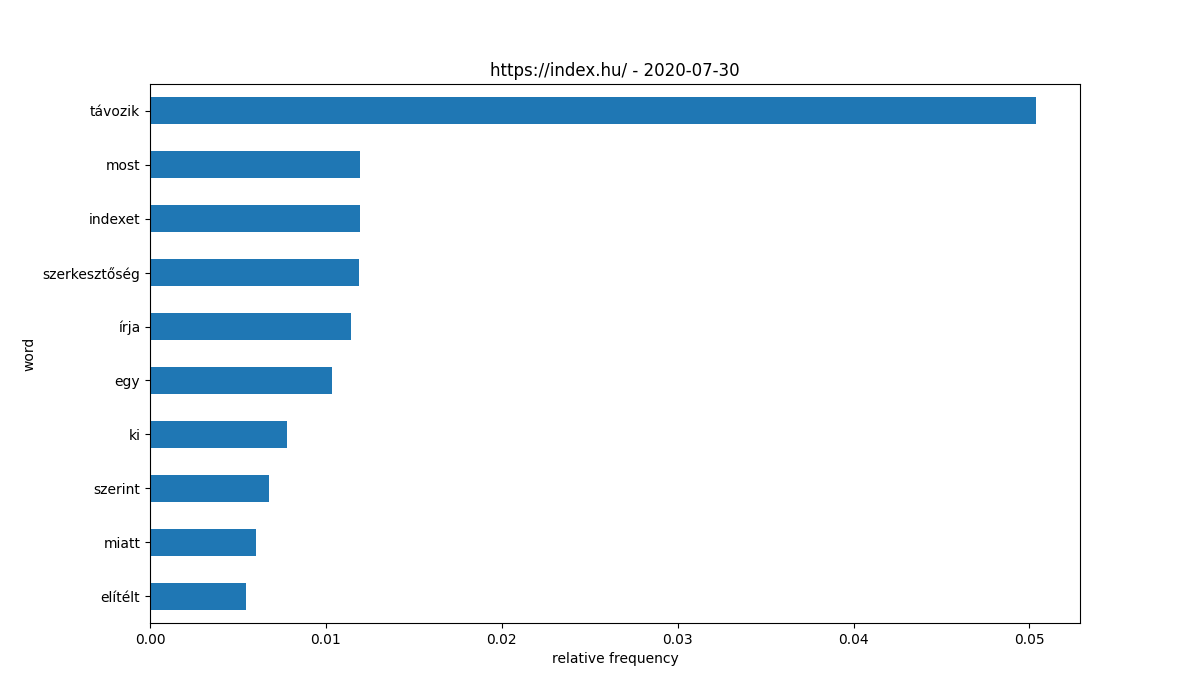 https://index.hu/ - 2020-07-30
távozik
most
indexet
szerkesztőség
írja
egy
ki
szerint
miatt
elítélt
word
0.00 0.01 0.02 0.03 0.04 0.05
relative frequency